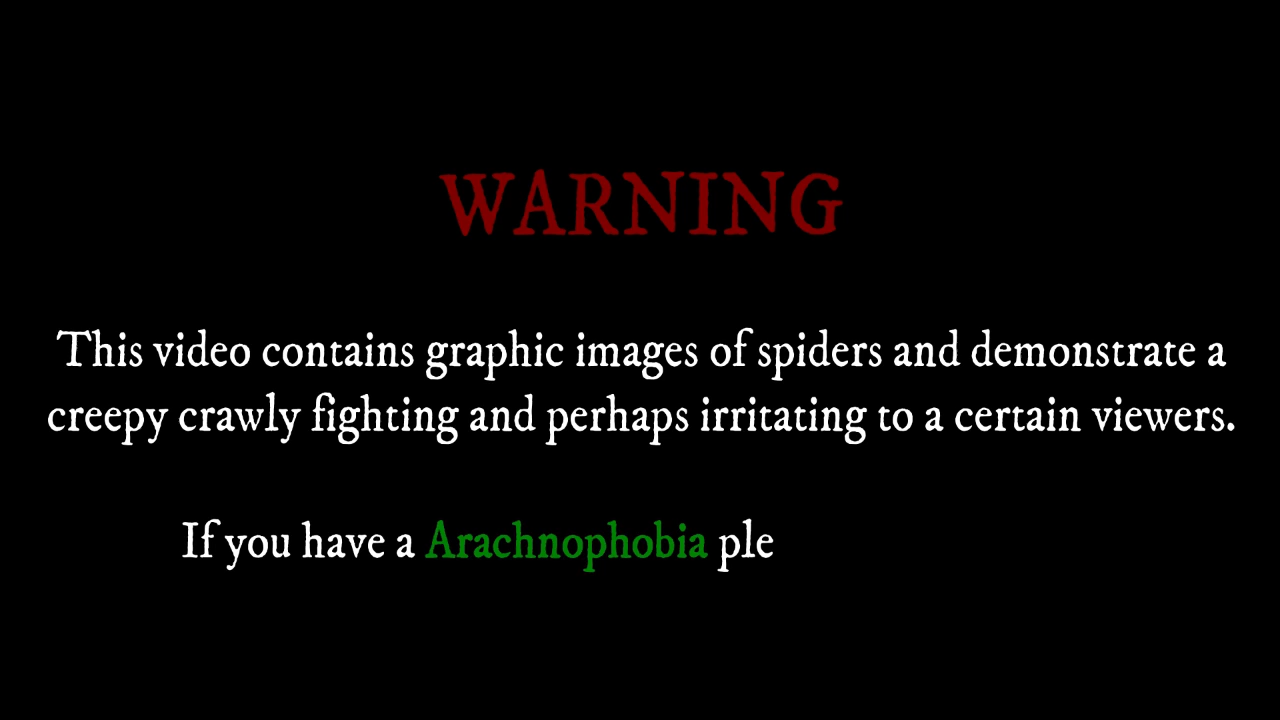 WARNING
This video contains graphic images of spiders and demonstrate a
creepy crawly fighting and perhaps irritating to a certain viewers.
If you have a Arachnophobia ple